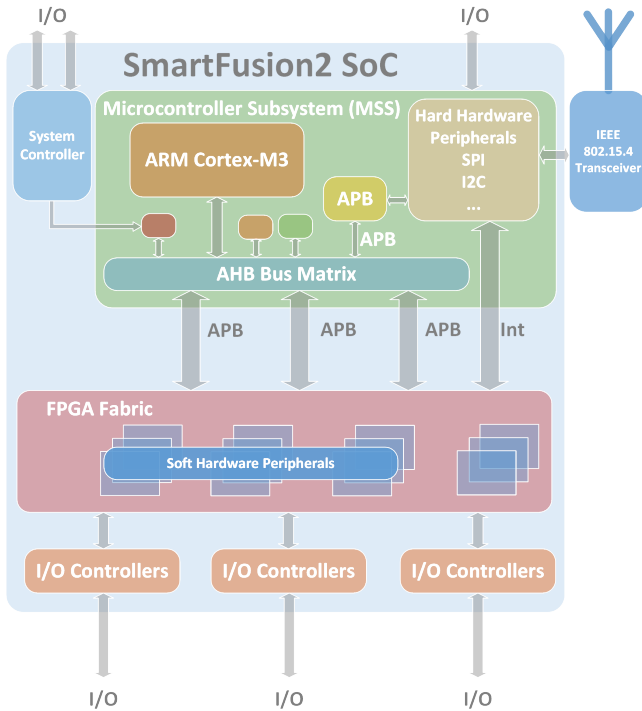 I/O
I/O
SmartFusion2 SoC
System
Controller
Microcontroller Subsystem (MSS)
ARM Cortex-M3
Hard Hardware
Peripherals
SPI
I2C
...
IEEE
802.15.4
Transceiver
APB
APB
AHB Bus Matrix
APB
APB
APB
Int
FPGA Fabric
Soft Hardware Peripherals
I/O Controllers
I/O Controllers
I/O Controllers
I/O
I/O
I/O